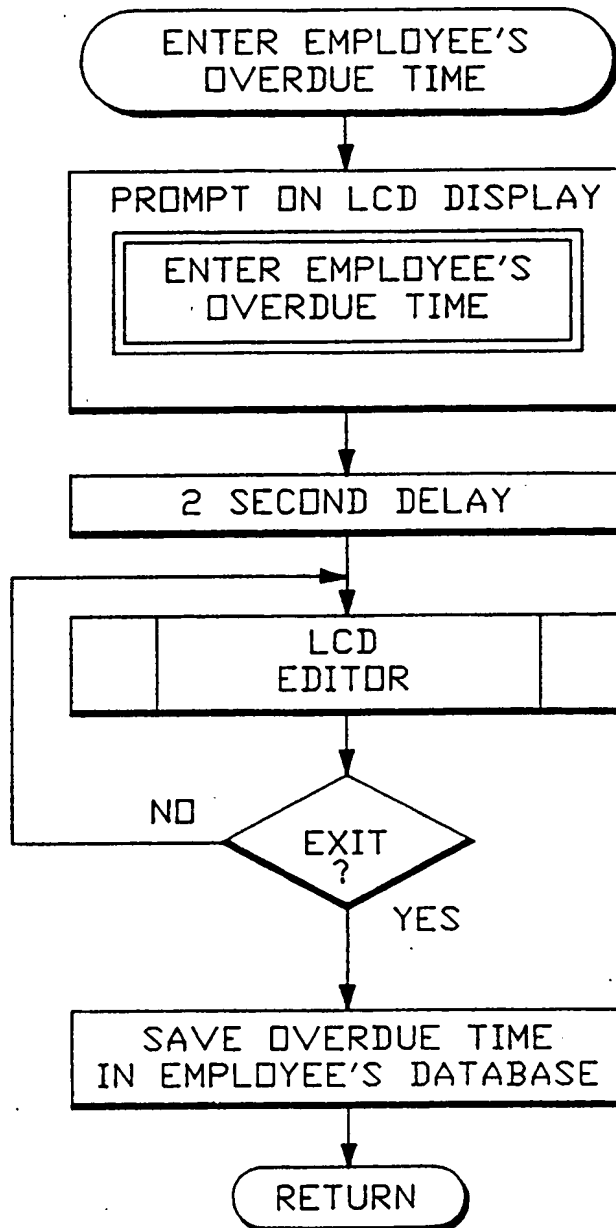 ENTER EMPLOYEE'S
OVERDUE TIME
PROMPT ON LCD DISPLAY
ENTER EMPLOYEE'S
OVERDUE TIME
2 SECOND DELAY
LCD
EDITOR
NO
EXIT
?
YES
SAVE OVERDUE TIME
IN EMPLOYEE'S DATABASE
RETURN